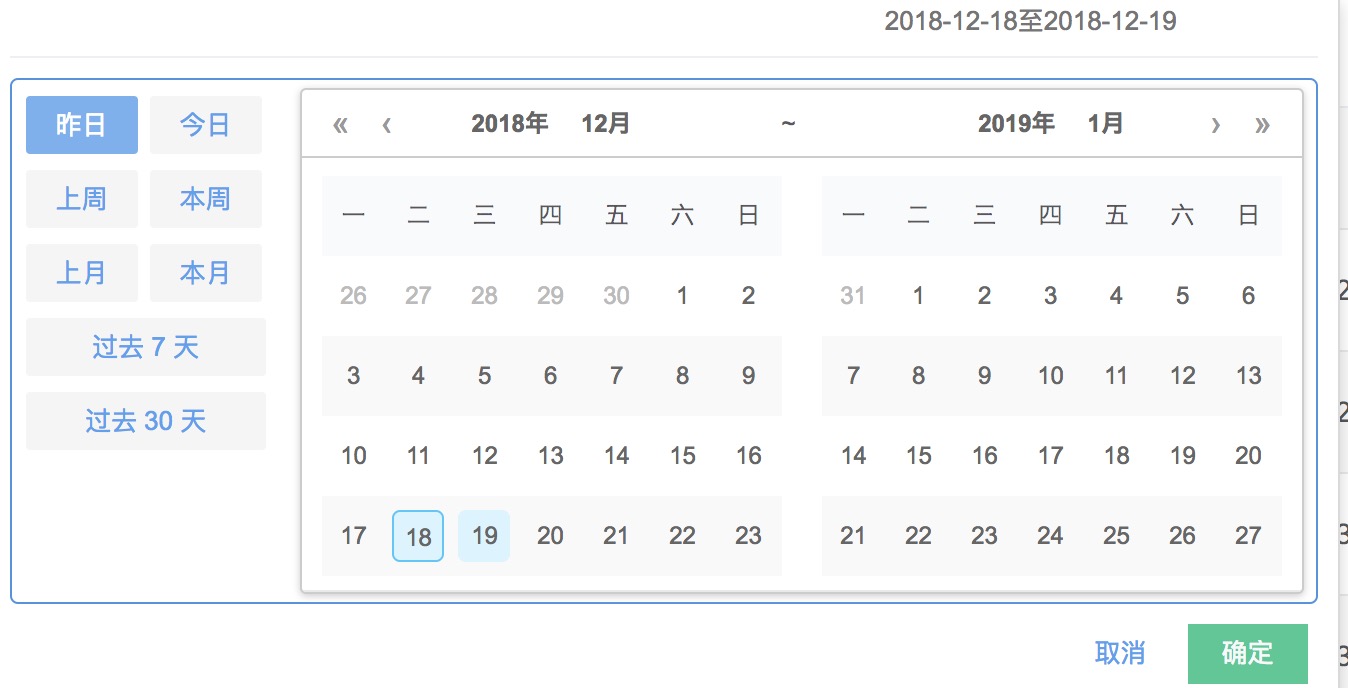 2018-12-18至2018-12-19
昨日 今日
上周 本周
上月 本月
过去 7 天
过去 30 天
« ‹ 2018年 12月 ~ 2019年 1月 › »
一 二 三 四 五 六 日 一 二 三 四 五 六 日
26 27 28 29 30 1 2 31 1 2 3 4 5 6
3 4 5 6 7 8 9 7 8 9 10 11 12 13
10 11 12 13 14 15 16 14 15 16 17 18 19 20
17 18 19 20 21 22 23 21 22 23 24 25 26 27
取消 确定